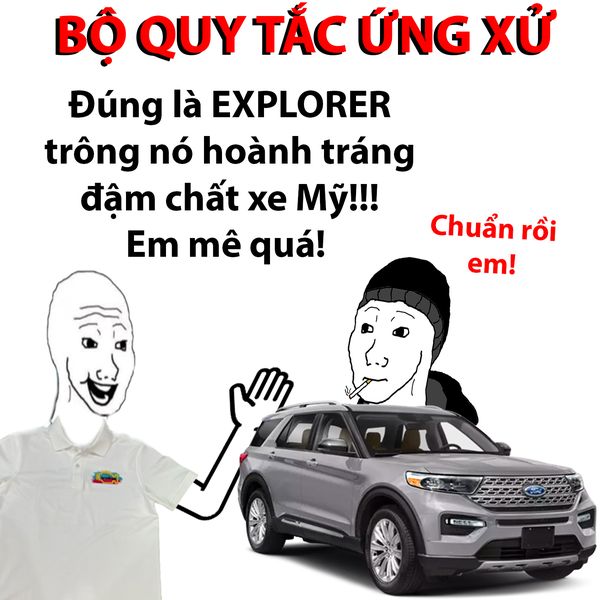 BỘ QUY TẮC ỨNG XỬ
Đúng là EXPLORER
trông nó hoành tráng
đậm chất xe Mỹ!!!
Em mê quá!
Chuẩn rồi
em!
Ford